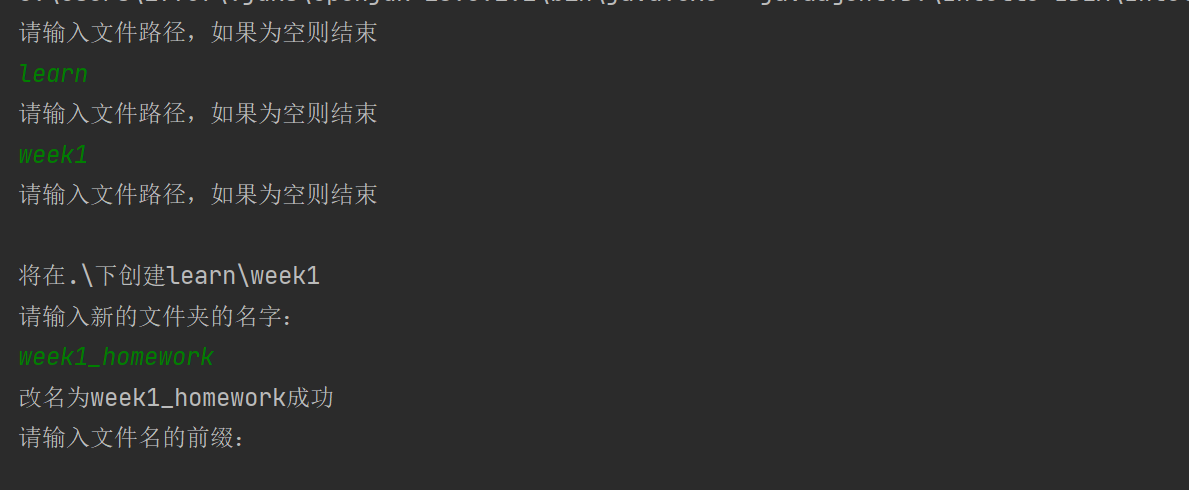 请输入文件路径，如果为空则结束
learn
请输入文件路径，如果为空则结束
week1
请输入文件路径，如果为空则结束
将在.\下创建learn\week1
请输入新的文件夹的名字：
week1_homework
改名为week1_homework成功
请输入文件名的前缀：